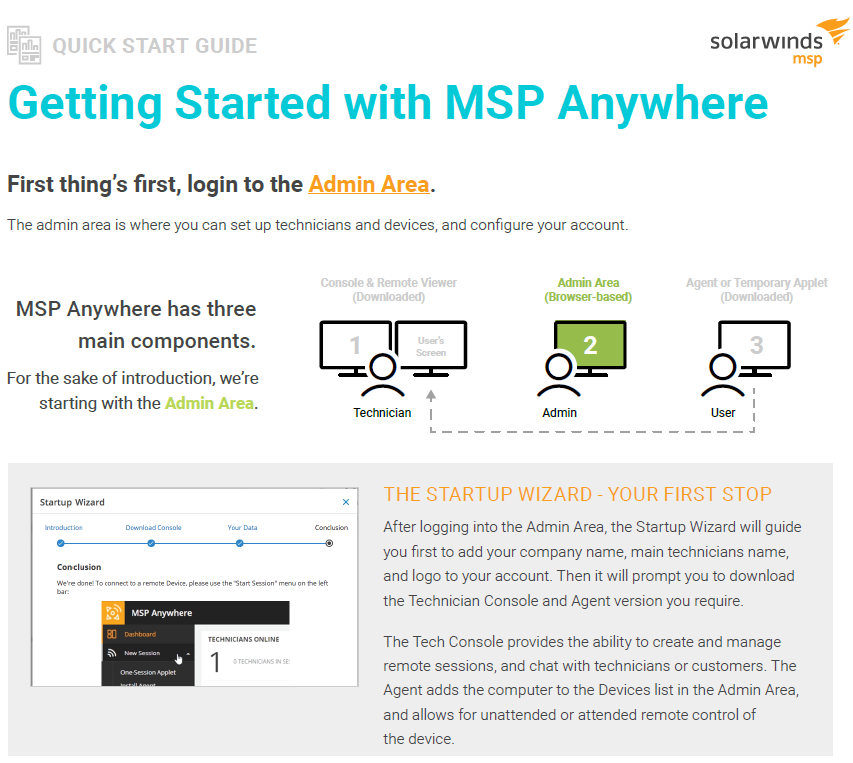 QUICK START GUIDE
solarwinds
msp
Getting Started with MSP Anywhere
First thing's first, login to the Admin Area.
The admin area is where you can set up technicians and devices, and configure your account.
MSP Anywhere has three
main components.
For the sake of introduction, we're
starting with the Admin Area.
Console & Remote Viewer
(Downloaded)
1
User's
Screen
Technician
Admin Area
(Browser-based)
2
Admin
Agent or Temporary Applet
(Downloaded)
3
User
Startup Wizard
Introduction
Download Console
Your Data
Conclusion
Conclusion
We're done! To connect to a remote Device, please use the "Start Session" menu on the left
bar:
MSP Anywhere
Dashboard
New Session
One-Session Applet
Install Agent
TECHNICIANS ONLINE
1
0 TECHNICIANS IN SE
THE STARTUP WIZARD - YOUR FIRST STOP
After logging into the Admin Area, the Startup Wizard will guide
you first to add your company name, main technicians name,
and logo to your account. Then it will prompt you to download
the Technician Console and Agent version you require.
The Tech Console provides the ability to create and manage
remote sessions, and chat with technicians or customers. The
Agent adds the computer to the Devices list in the Admin Area,
and allows for unattended or attended remote control of
the device.